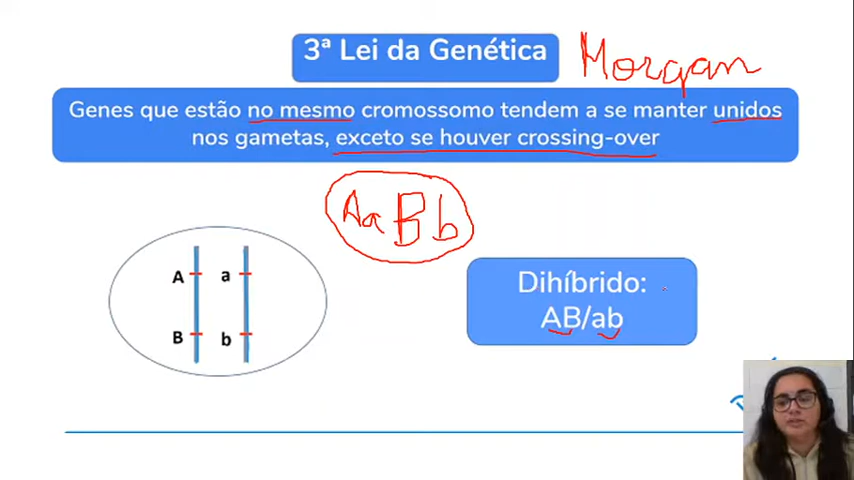 3ª Lei da Genética
Morgan
Genes que estão no mesmo cromossomo tendem a se manter unidos
nos gametas, exceto se houver crossing-over
AaBb
A a
B b
Dihíbrido:
AB/ab